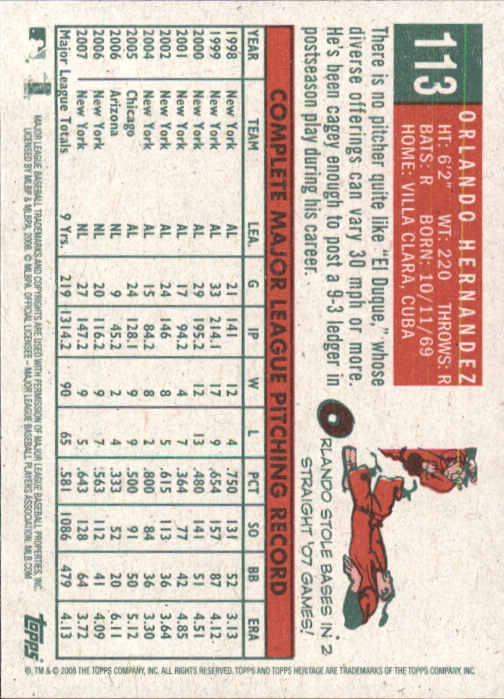 113
ORLANDO HERNANDEZ
HT: 6'2" WT: 220 THROWS: R
BATS: R BORN: 10/11/69
HOME: VILLA CLARA, CUBA
There is no pitcher quite like "El Duque," whose
diverse offerings can vary 30 mph or more.
He's been cagey enough to post a 9-3 ledger in
postseason play during his career.
ORLANDO STOLE BASES IN 2
STRAIGHT '07 GAMES!
COMPLETE MAJOR LEAGUE PITCHING RECORD
YEAR TEAM LEA. G IP W L PCT SO BB ERA
1998 New York AL 21 141 12 4 .750 131 52 3.13
1999 New York AL 33 214.1 17 9 .654 157 87 4.12
2000 New York AL 29 195.2 12 13 .480 141 51 4.51
2001 New York AL 17 94.2 4 7 .364 77 42 4.85
2002 New York AL 24 146 8 5 .615 113 36 3.64
2004 New York AL 15 84.2 8 2 .800 84 36 3.30
2005 Chicago AL 24 128.1 9 9 .500 91 50 5.12
2006 Arizona NL 9 45.2 2 4 .333 52 20 6.11
2006 New York NL 20 116.2 9 7 .563 112 41 4.09
2007 New York NL 27 147.2 9 5 .643 128 64 3.72
Major League Totals 9 Yrs. 219 1314.2 90 65 .581 1086 479 4.13
MAJOR LEAGUE BASEBALL TRADEMARKS AND COPYRIGHTS ARE USED WITH PERMISSION OF MAJOR LEAGUE BASEBALL PROPERTIES, INC.
LICENSED BY MLBP & MLBPA, 2008. © MLBPA. OFFICIAL LICENSEE – MAJOR LEAGUE BASEBALL PLAYERS ASSOCIATION. MLB.COM
Topps
®, TM & © 2008 THE TOPPS COMPANY, INC. ALL RIGHTS RESERVED. TOPPS AND TOPPS HERITAGE ARE TRADEMARKS OF THE TOPPS COMPANY, INC.